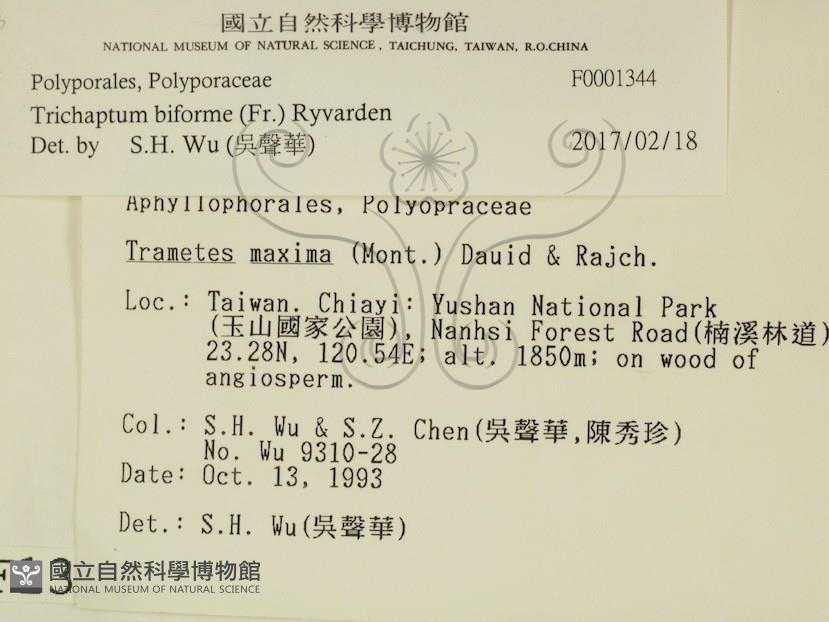 國立自然科學博物館
NATIONAL MUSEUM OF NATURAL SCIENCE, TAICHUNG, TAIWAN, R.O.CHINA
Polyporales, Polyporaceae F0001344
Trichaptum biforme (Fr.) Ryvarden
Det. by S.H. Wu (吳聲華) 2017/02/18
Aphyllophorales, Polyopraceae
Trametes maxima (Mont.) Dauid & Rajch.
Loc.: Taiwan. Chiayi: Yushan National Park
(玉山國家公園), Nanhsi Forest Road(楠溪林道)
23.28N, 120.54E; alt. 1850m; on wood of
angiosperm.
Col.: S.H. Wu & S.Z. Chen(吳聲華,陳秀珍)
No. Wu 9310-28
Date: Oct. 13, 1993
Det.: S.H. Wu(吳聲華)
國立自然科學博物館
NATIONAL MUSEUM OF NATURAL SCIENCE